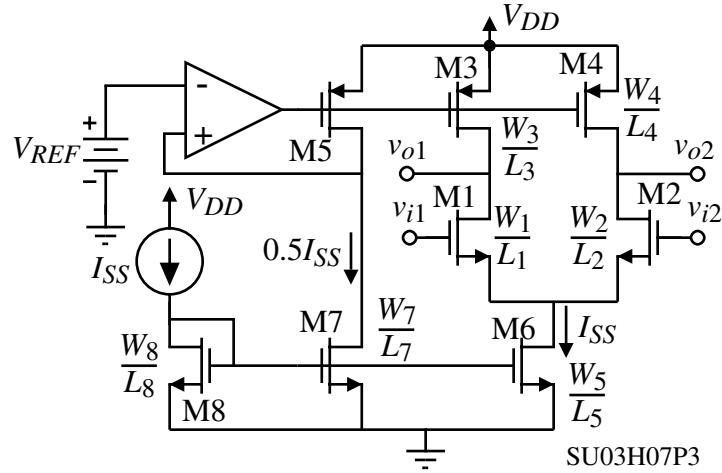 V_DD
M3
M4
W_4/L_4
-
+
M5
W_3/L_3
+
V_REF
-
v_o1
v_o2
V_DD
M1
M2
v_i1
v_i2
W_1/L_1
W_2/L_2
I_SS
0.5I_SS
M7
W_7/L_7
M6
I_SS
W_8/L_8
M8
W_5/L_5
SU03H07P3